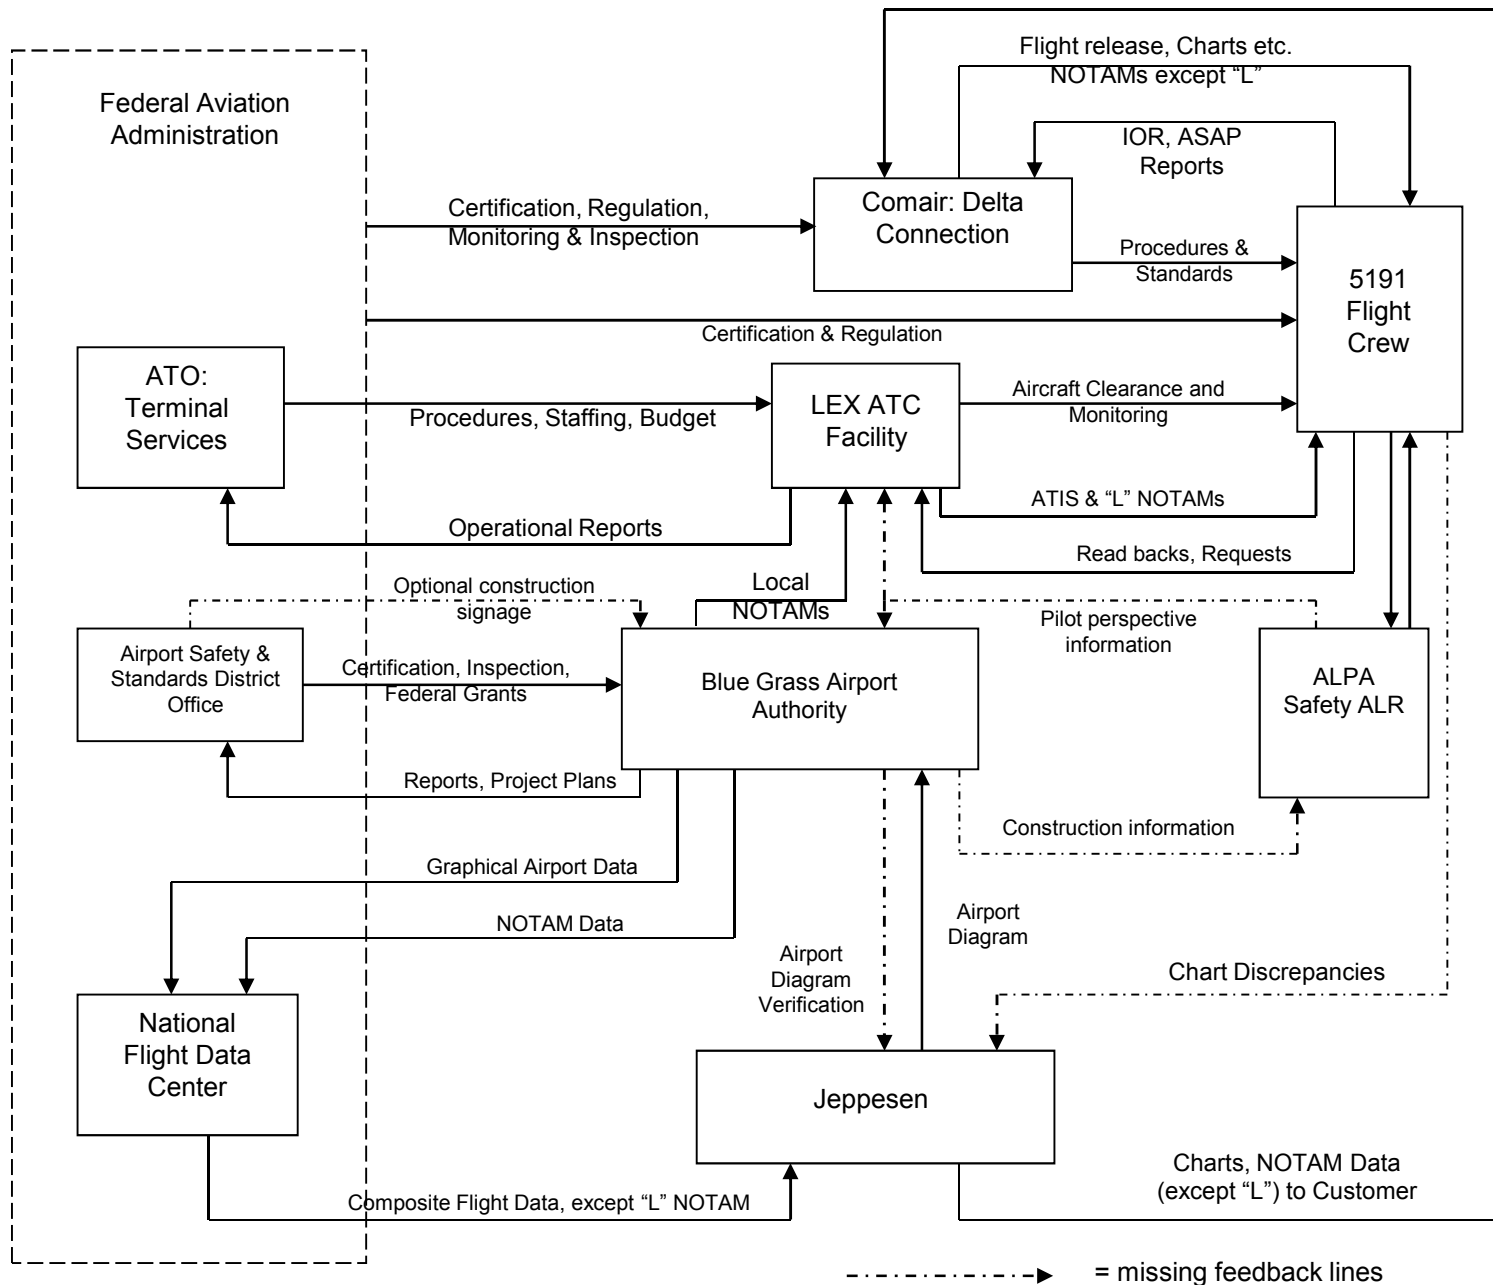 Flight release, Charts etc.
NOTAMs except “L”
Federal Aviation
Administration
IOR, ASAP
Reports
Certification, Regulation,
Monitoring & Inspection
Comair: Delta
Connection
Procedures &
Standards
5191
Flight
Crew
Certification & Regulation
ATO:
Terminal
Services
Procedures, Staffing, Budget
LEX ATC
Facility
Aircraft Clearance and
Monitoring
ATIS & “L” NOTAMs
Operational Reports
Read backs, Requests
Optional construction
signage
Local
NOTAMs
Pilot perspective
information
Airport Safety &
Standards District
Office
Certification, Inspection,
Federal Grants
Blue Grass Airport
Authority
ALPA
Safety ALR
Reports, Project Plans
Construction information
Graphical Airport Data
NOTAM Data
Airport
Diagram
Airport
Diagram
Verification
Chart Discrepancies
National
Flight Data
Center
Jeppesen
Charts, NOTAM Data
(except “L”) to Customer
Composite Flight Data, except “L” NOTAM
= missing feedback lines